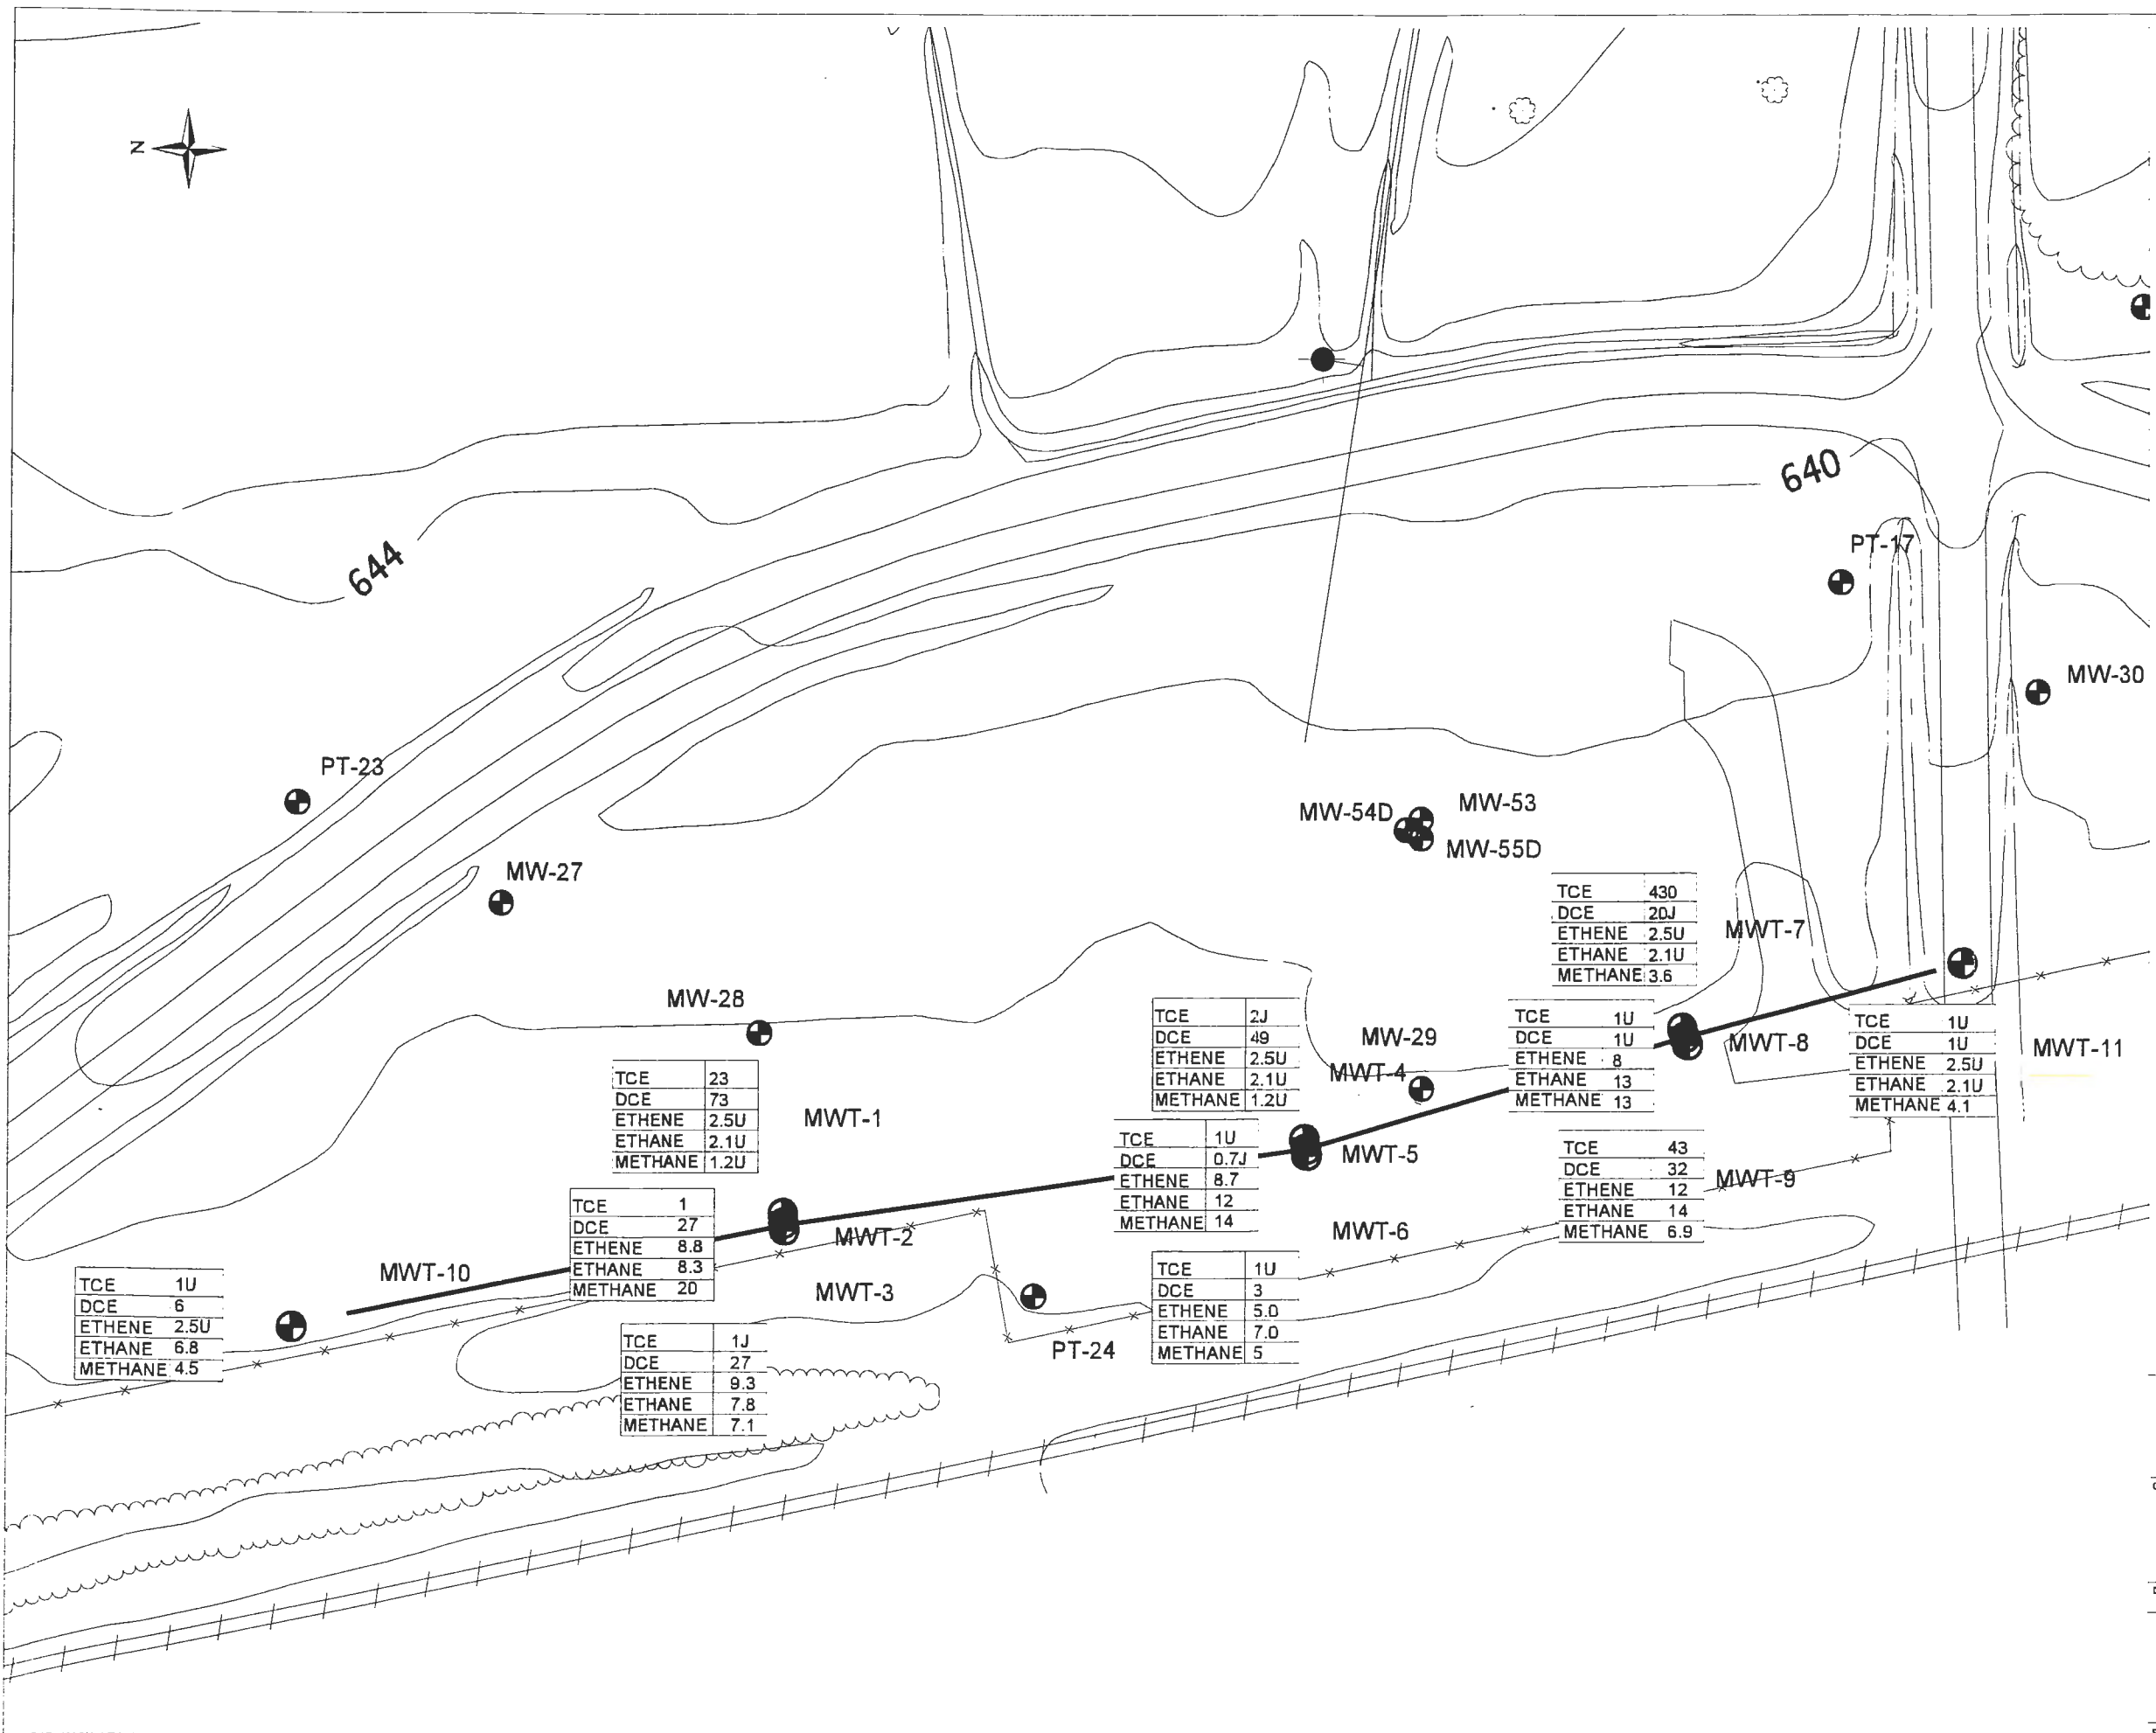 N
640
644
PT-17
MW-30
PT-23
MW-53
MW-54D
MW-55D
MW-27
TCE 430
DCE 20J
ETHENE 2.5U
ETHANE 2.1U
METHANE 3.6
MWT-7
MW-28
TCE 2J
DCE 49
ETHENE 2.5U
ETHANE 2.1U
METHANE 1.2U
MW-29
MWT-4
TCE 1U
DCE 1U
ETHENE 8
ETHANE 13
METHANE 13
MWT-8
TCE 1U
DCE 1U
ETHENE 2.5U
ETHANE 2.1U
METHANE 4.1
MWT-11
TCE 23
DCE 73
ETHENE 2.5U
ETHANE 2.1U
METHANE 1.2U
MWT-1
TCE 1U
DCE 0.7J
ETHENE 8.7
ETHANE 12
METHANE 14
MWT-5
TCE 43
DCE 32
ETHENE 12
ETHANE 14
METHANE 6.9
MWT-9
TCE 1
DCE 27
ETHENE 8.8
ETHANE 8.3
METHANE 20
MWT-2
MWT-6
MWT-10
TCE 1U
DCE 6
ETHENE 2.5U
ETHANE 6.8
METHANE 4.5
MWT-3
TCE 1U
DCE 3
ETHENE 5.0
ETHANE 7.0
METHANE 5
PT-24
TCE 1J
DCE 27
ETHENE 9.3
ETHANE 7.8
METHANE 7.1